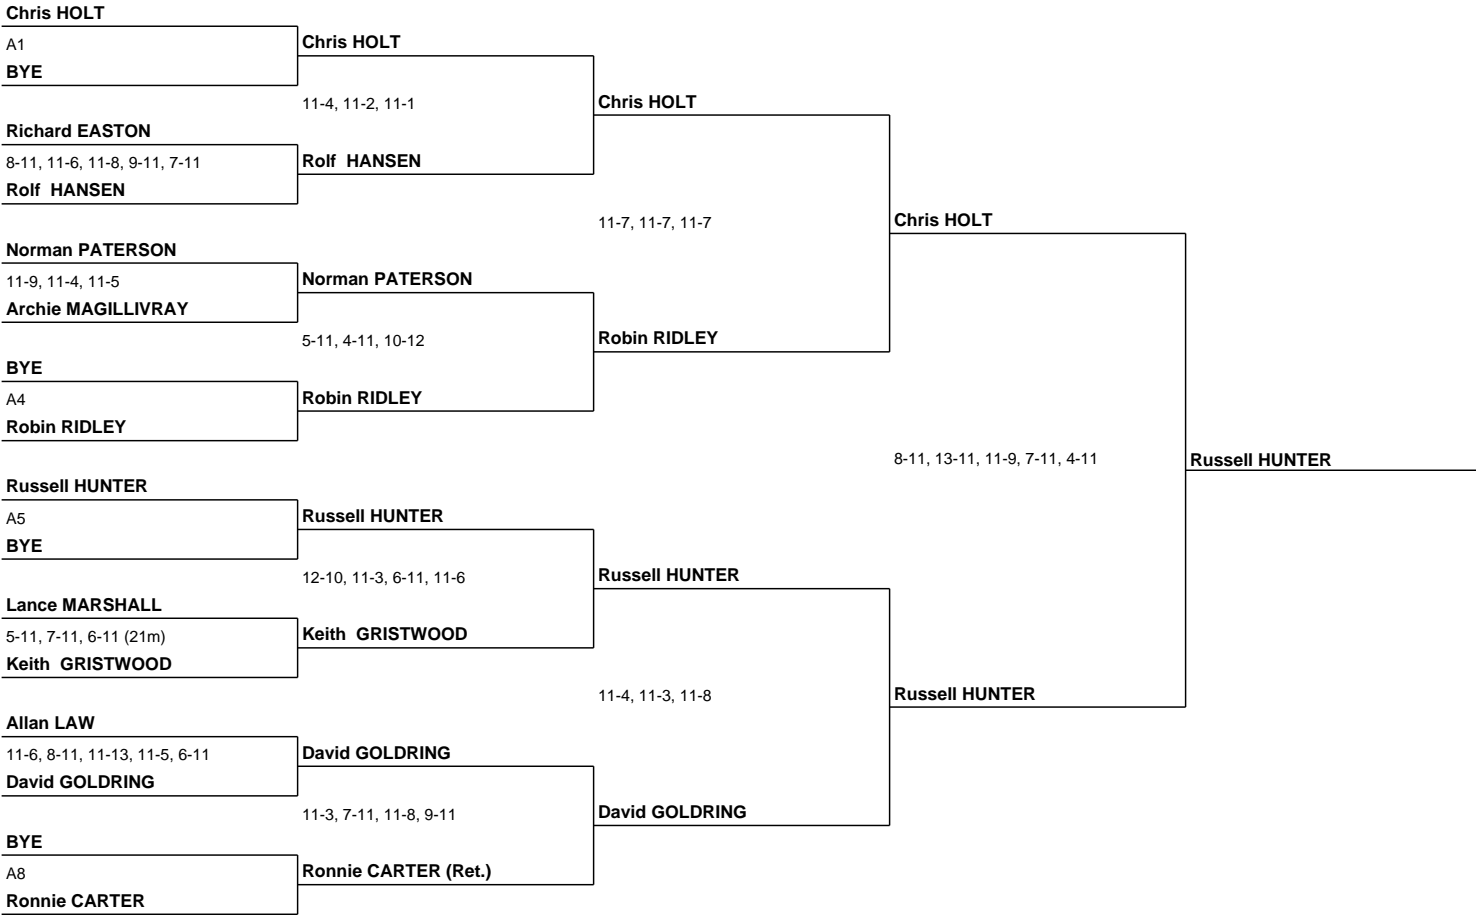 Chris HOLT
A1
BYE
Chris HOLT
11-4, 11-2, 11-1
Chris HOLT
Richard EASTON
8-11, 11-6, 11-8, 9-11, 7-11
Rolf  HANSEN
Rolf  HANSEN
11-7, 11-7, 11-7
Chris HOLT
Norman PATERSON
11-9, 11-4, 11-5
Archie MAGILLIVRAY
Norman PATERSON
5-11, 4-11, 10-12
Robin RIDLEY
BYE
A4
Robin RIDLEY
Robin RIDLEY
8-11, 13-11, 11-9, 7-11, 4-11
Russell HUNTER
Russell HUNTER
A5
BYE
Russell HUNTER
12-10, 11-3, 6-11, 11-6
Russell HUNTER
Lance MARSHALL
5-11, 7-11, 6-11 (21m)
Keith  GRISTWOOD
Keith  GRISTWOOD
11-4, 11-3, 11-8
Russell HUNTER
Allan LAW
11-6, 8-11, 11-13, 11-5, 6-11
David GOLDRING
David GOLDRING
11-3, 7-11, 11-8, 9-11
David GOLDRING
BYE
A8
Ronnie CARTER
Ronnie CARTER (Ret.)